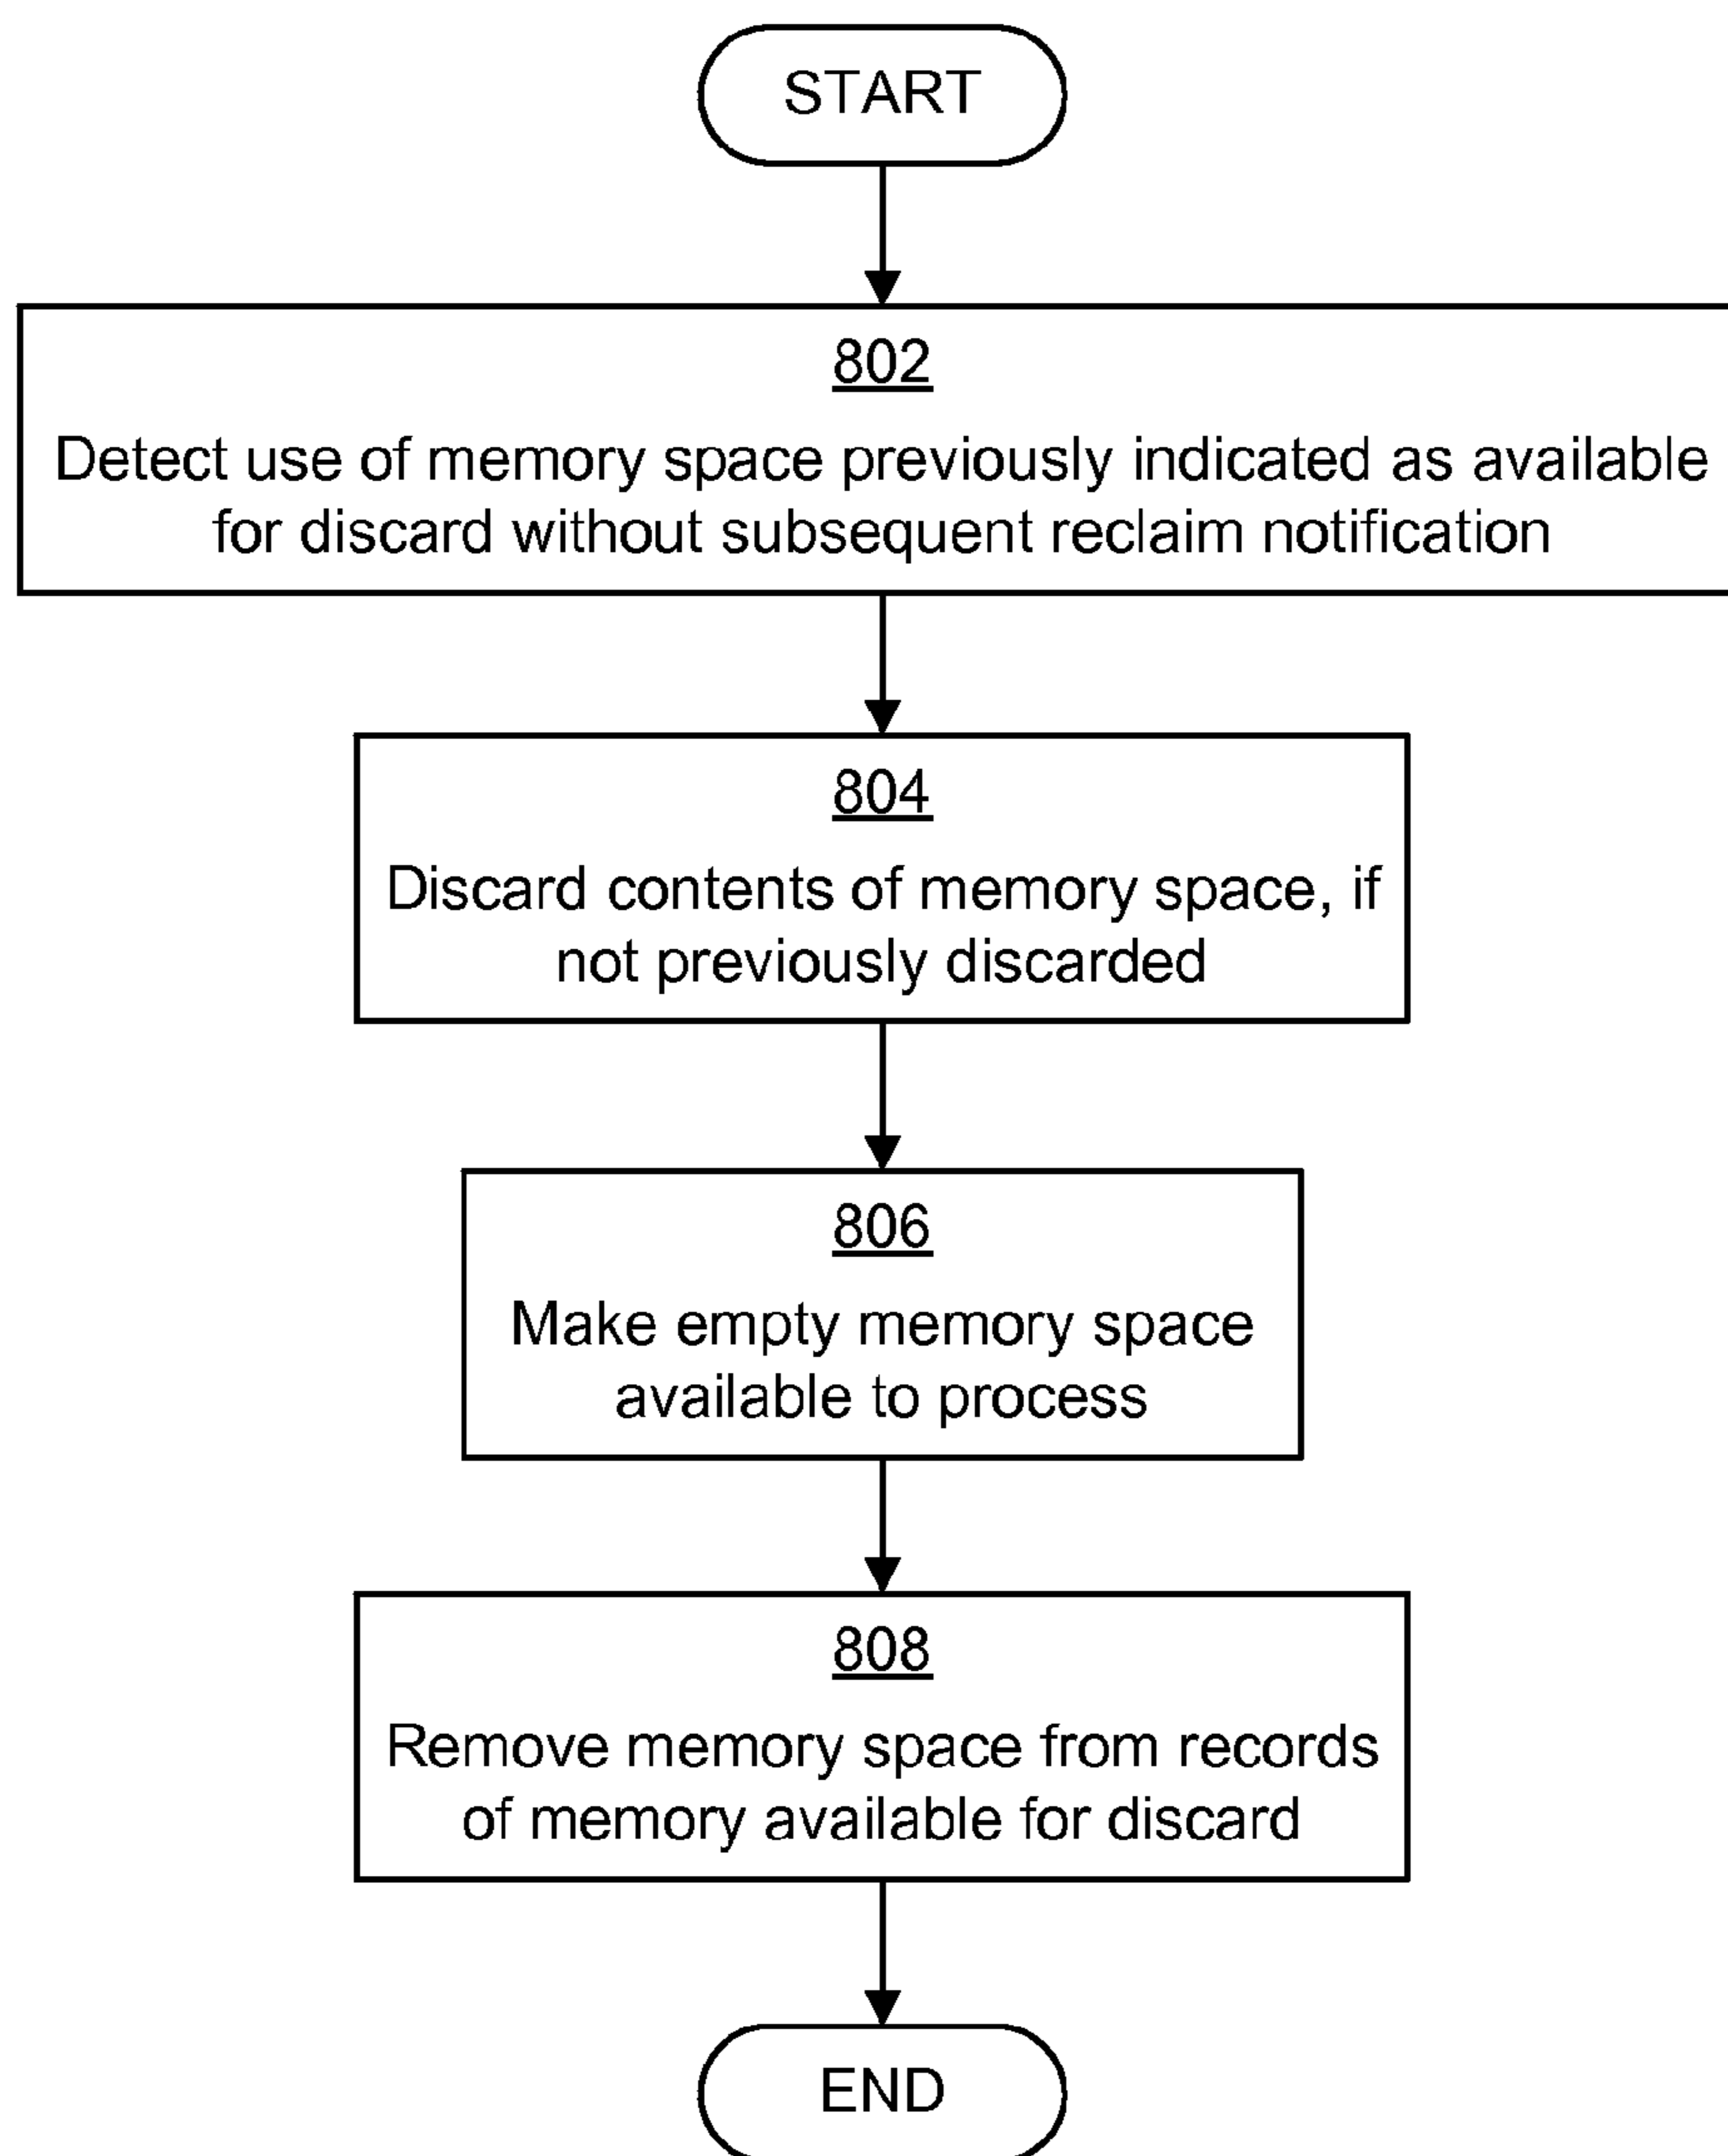 START
802
Detect use of memory space previously indicated as available
for discard without subsequent reclaim notification
804
Discard contents of memory space, if
not previously discarded
806
Make empty memory space
available to process
808
Remove memory space from records
of memory available for discard
END